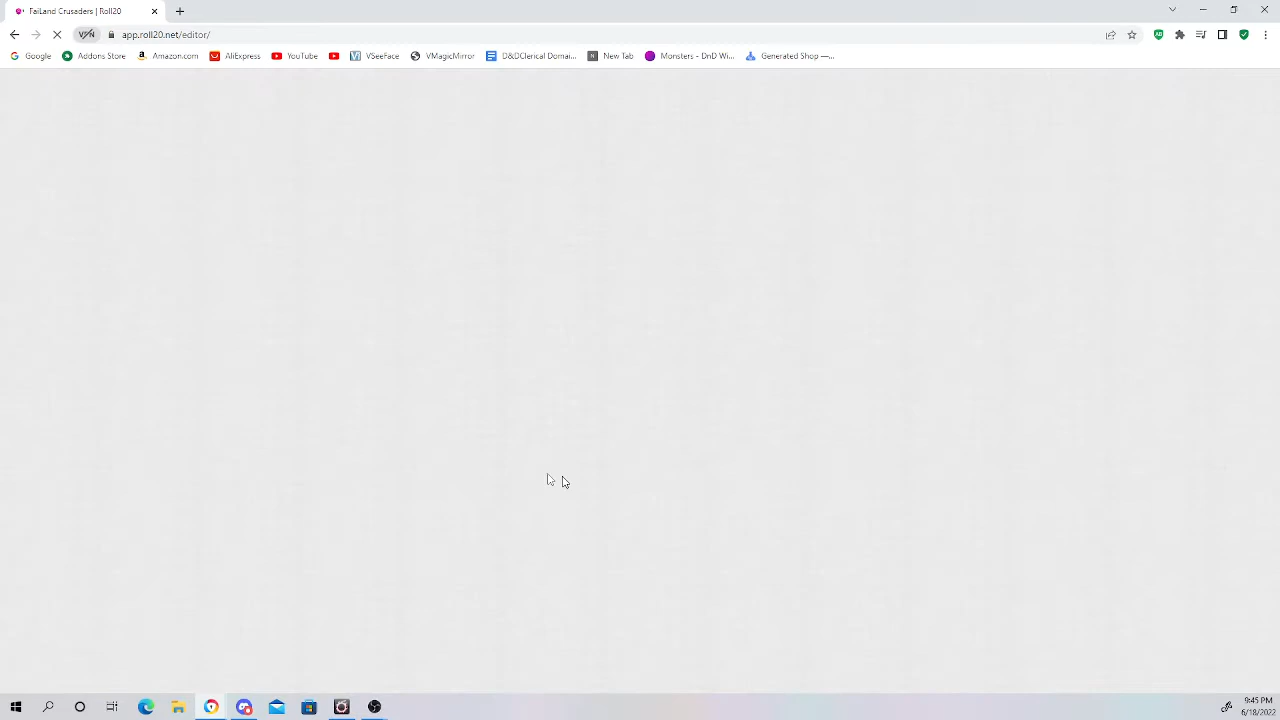 FaiLand Crusaders | Roll20
VPN app.roll20.net/editor/
Google Addons Store Amazon.com AliExpress YouTube VSeeFace VMagicMirror D&DClerical Domai... New Tab Monsters - DnD Wi... Generated Shop —...
9:45 PM
6/18/2022